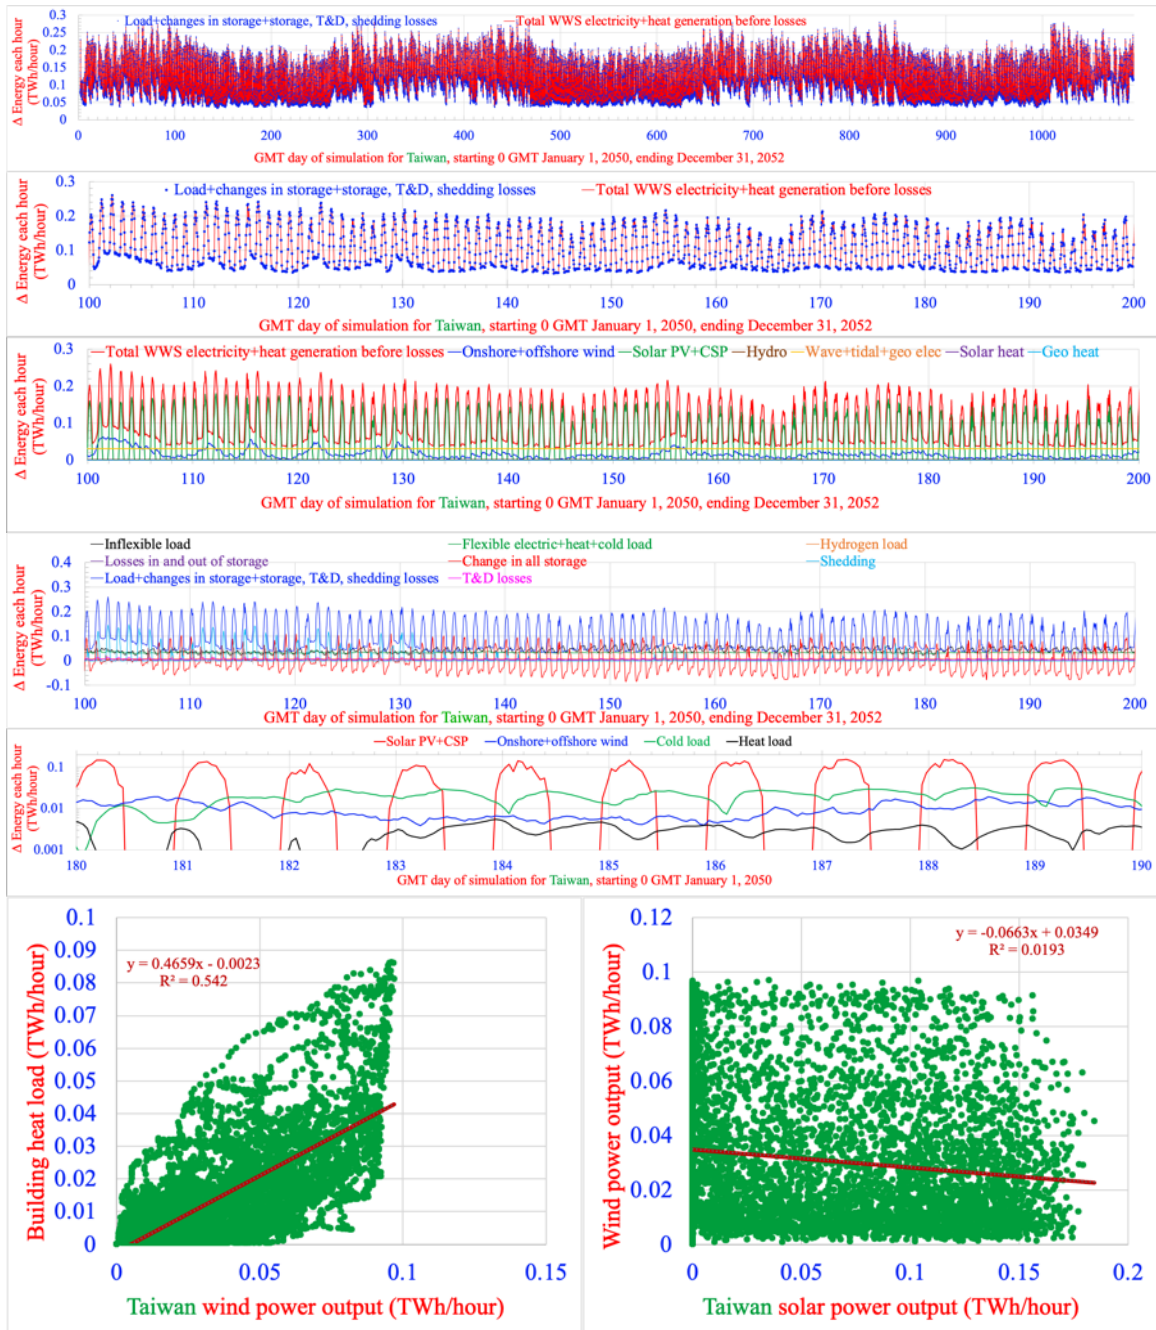 Load+changes in storage+storage, T&D, shedding losses
Total WWS electricity+heat generation before losses
Δ Energy each hour
(TWh/hour)
0.3
0.25
0.2
0.15
0.1
0.05
0
0 100 200 300 400 500 600 700 800 900 1000
GMT day of simulation for Taiwan, starting 0 GMT January 1, 2050, ending December 31, 2052
Load+changes in storage+storage, T&D, shedding losses
Total WWS electricity+heat generation before losses
Δ Energy each hour
(TWh/hour)
0.3
0.2
0.1
0
100 110 120 130 140 150 160 170 180 190 200
GMT day of simulation for Taiwan, starting 0 GMT January 1, 2050, ending December 31, 2052
Total WWS electricity+heat generation before losses Onshore+offshore wind Solar PV+CSP Hydro Wave+tidal+geo elec Solar heat Geo heat
Δ Energy each hour
(TWh/hour)
0.3
0.2
0.1
0
100 110 120 130 140 150 160 170 180 190 200
GMT day of simulation for Taiwan, starting 0 GMT January 1, 2050, ending December 31, 2052
Inflexible load Flexible electric+heat+cold load Hydrogen load
Losses in and out of storage Change in all storage Shedding
Load+changes in storage+storage, T&D, shedding losses T&D losses
Δ Energy each hour
(TWh/hour)
0.4
0.3
0.2
0.1
0
-0.1
100 110 120 130 140 150 160 170 180 190 200
GMT day of simulation for Taiwan, starting 0 GMT January 1, 2050, ending December 31, 2052
Solar PV+CSP Onshore+offshore wind Cold load Heat load
Δ Energy each hour
(TWh/hour)
0.1
0.01
0.001
180 181 182 183 184 185 186 187 188 189 190
GMT day of simulation for Taiwan, starting 0 GMT January 1, 2050
Building heat load (TWh/hour)
0.1
0.09
0.08
0.07
0.06
0.05
0.04
0.03
0.02
0.01
0
y = 0.4659x - 0.0023
R² = 0.542
0 0.05 0.1 0.15
Taiwan wind power output (TWh/hour)
Wind power output (TWh/hour)
0.12
0.1
0.08
0.06
0.04
0.02
0
y = -0.0663x + 0.0349
R² = 0.0193
0 0.05 0.1 0.15 0.2
Taiwan solar power output (TWh/hour)